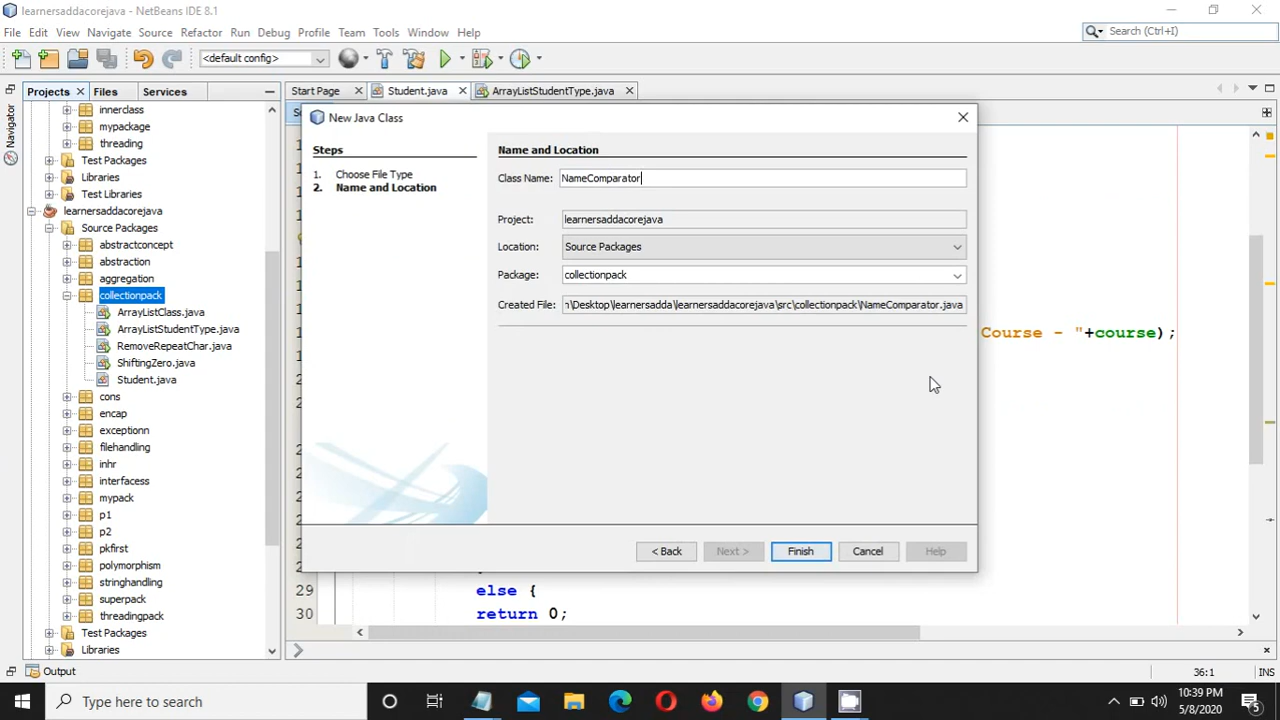 learnersaddacorejava - NetBeans IDE 8.1
File Edit View Navigate Source Refactor Run Debug Profile Team Tools Window Help
Search (Ctrl+I)
<default config>
Projects Files Services
Start Page Student.java ArrayListStudentType.java
Navigator
innerclass
mypackage
threading
Test Packages
Libraries
Test Libraries
learnersaddacorejava
Source Packages
abstractconcept
abstraction
aggregation
collectionpack
ArrayListClass.java
ArrayListStudentType.java
RemoveRepeatChar.java
ShiftingZero.java
Student.java
cons
encap
exceptionn
filehandling
inhr
interfacess
mypack
p1
p2
pkfirst
polymorphism
stringhandling
superpack
threadingpack
Test Packages
Libraries
New Java Class
Steps
1. Choose File Type
2. Name and Location
Name and Location
Class Name: NameComparator
Project: learnersaddacorejava
Location: Source Packages
Package: collectionpack
Created File: n\Desktop\learnersadda\learnersaddacorejava\src\collectionpack\NameComparator.java
< Back Next > Finish Cancel Help
Course - "+course);
29 else {
30 return 0;
Output
36:1 INS
Type here to search
10:39 PM
5/8/2020
5